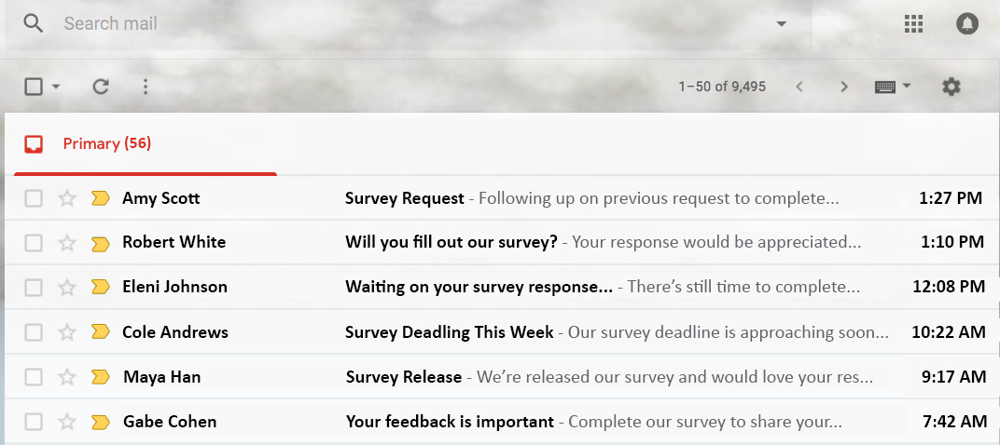 Search mail
1–50 of 9,495
Primary (56)
Amy Scott Survey Request - Following up on previous request to complete... 1:27 PM
Robert White Will you fill out our survey? - Your response would be appreciated... 1:10 PM
Eleni Johnson Waiting on your survey response... - There’s still time to complete... 12:08 PM
Cole Andrews Survey Deadling This Week - Our survey deadline is approaching soon... 10:22 AM
Maya Han Survey Release - We’re released our survey and would love your res... 9:17 AM
Gabe Cohen Your feedback is important - Complete our survey to share your... 7:42 AM